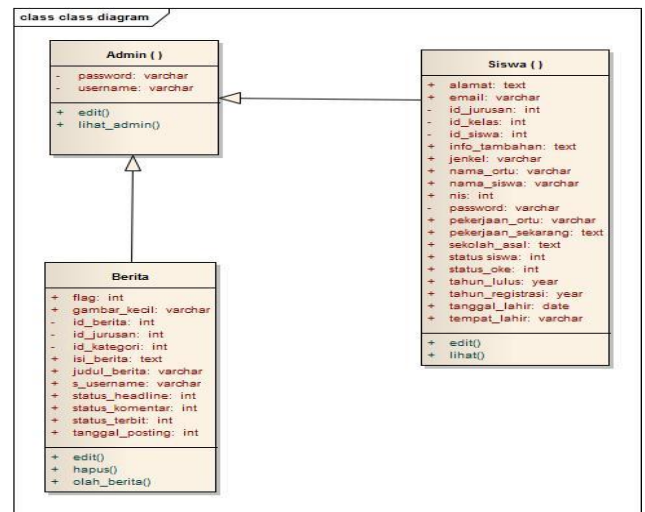 class class diagram
Admin ( )
- password: varchar
- username: varchar
+ edit()
+ lihat_admin()
Siswa ( )
+ alamat: text
+ email: varchar
- id_jurusan: int
- id_kelas: int
- id_siswa: int
+ info_tambahan: text
+ jenkel: varchar
+ nama_ortu: varchar
+ nama_siswa: varchar
+ nis: int
- password: varchar
+ pekerjaan_ortu: varchar
+ pekerjaan_sekarang: text
+ sekolah_asal: text
+ status siswa: int
+ status_oke: int
+ tahun_lulus: year
+ tahun_registrasi: year
+ tanggal_lahir: date
+ tempat_lahir: varchar
+ edit()
+ lihat()
Berita
+ flag: int
+ gambar_kecil: varchar
- id_berita: int
- id_jurusan: int
- id_kategori: int
+ isi_berita: text
+ judul_berita: varchar
+ s_username: varchar
+ status_headline: int
+ status_komentar: int
+ status_terbit: int
+ tanggal_posting: int
+ edit()
+ hapus()
+ olah_berita()